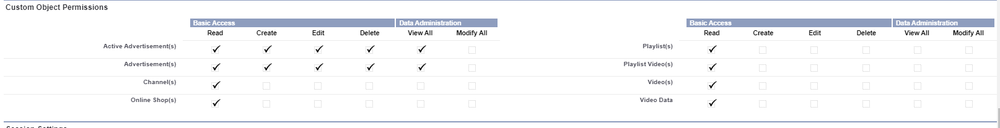 Custom Object Permissions
Basic Access Data Administration Basic Access Data Administration
Read Create Edit Delete View All Modify All Read Create Edit Delete View All Modify All
Active Advertisement(s) Playlist(s)
Advertisement(s) Playlist Video(s)
Channel(s) Video(s)
Online Shop(s) Video Data
Session Settings